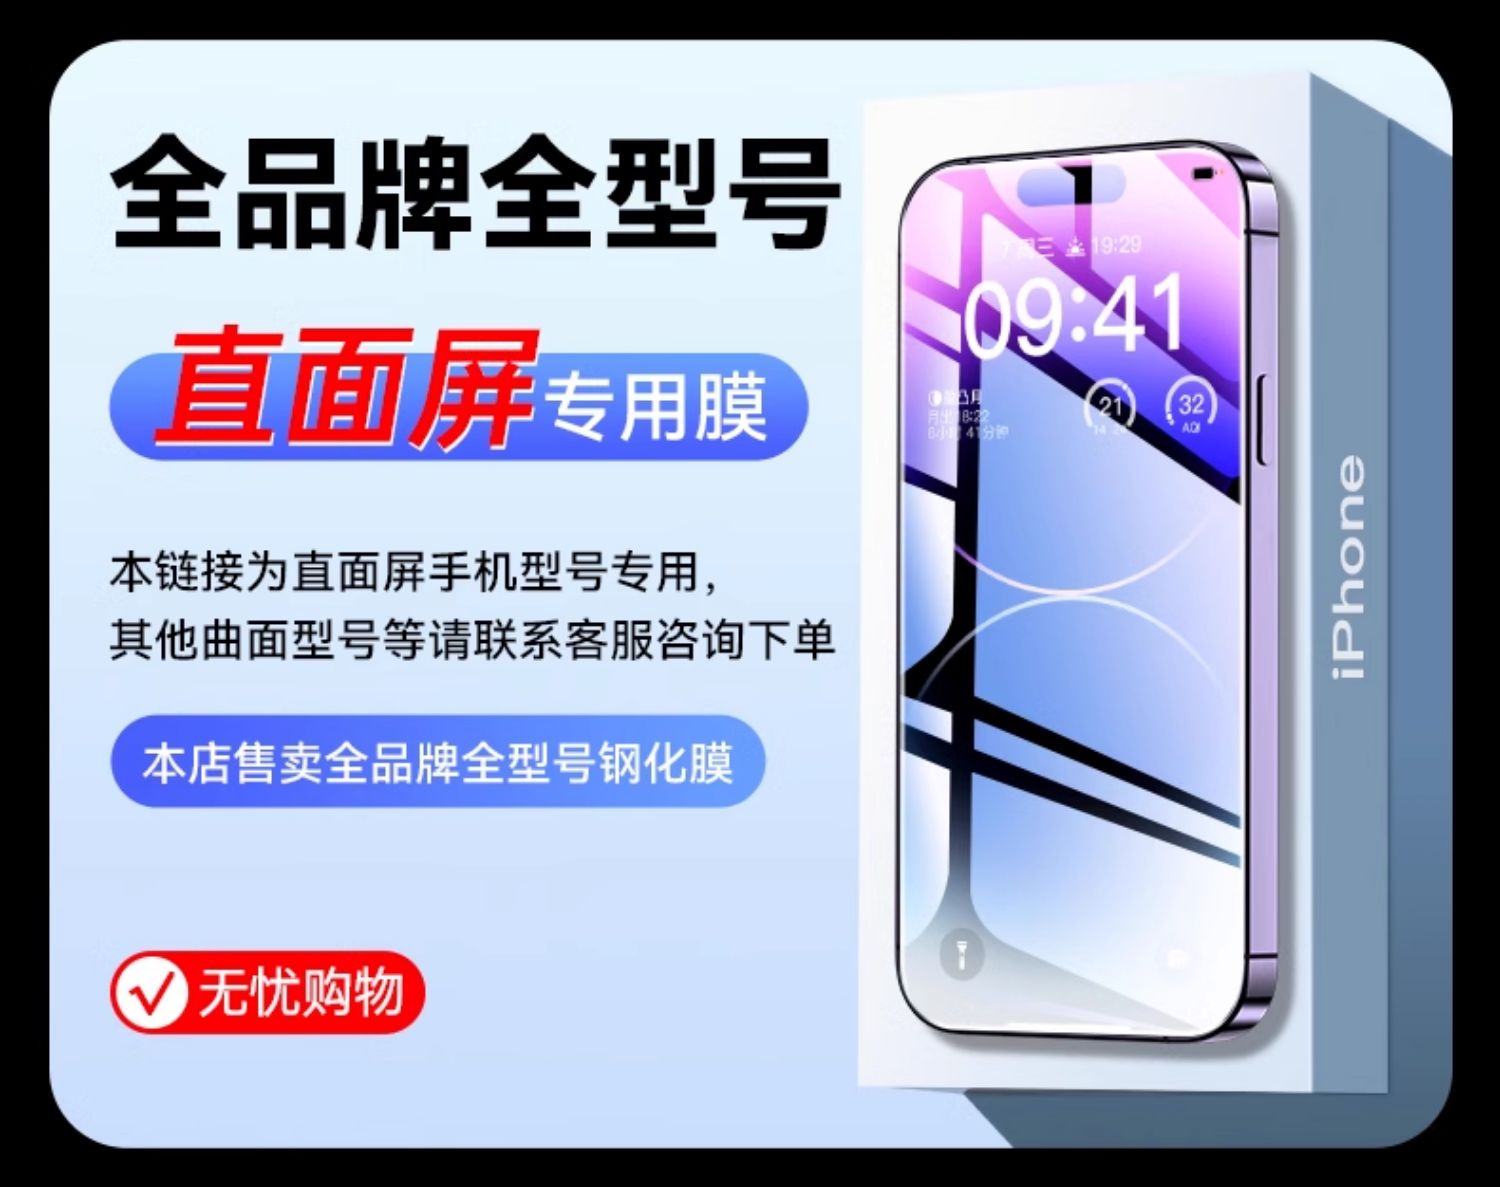 全品牌全型号
直面屏专用膜
本链接为直面屏手机型号专用，
其他曲面型号等请联系客服咨询下单
本店售卖全品牌全型号钢化膜
无忧购物
周三 19:29
09:41
21
32
AQI
iPhone